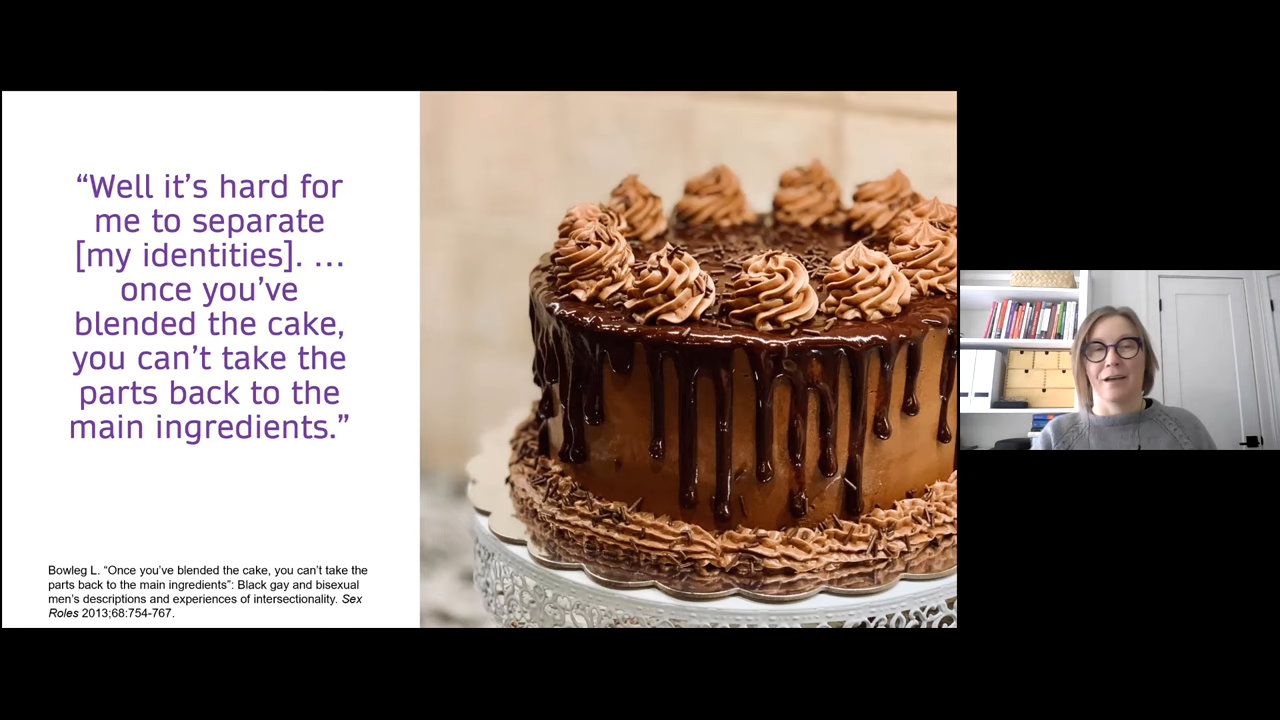 “Well it’s hard for
me to separate
[my identities]. …
once you’ve
blended the cake,
you can’t take the
parts back to the
main ingredients.”
Bowleg L. “Once you’ve blended the cake, you can’t take the
parts back to the main ingredients”: Black gay and bisexual
men’s descriptions and experiences of intersectionality. Sex
Roles 2013;68:754-767.